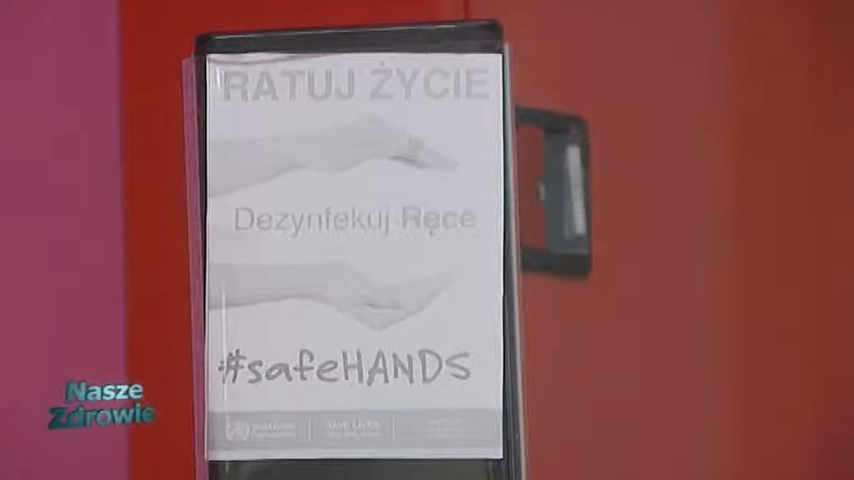 RATUJ ŻYCIE
Dezynfekuj Ręce
#safeHANDS
SAVE LIVES
Nasze
Zdrowie